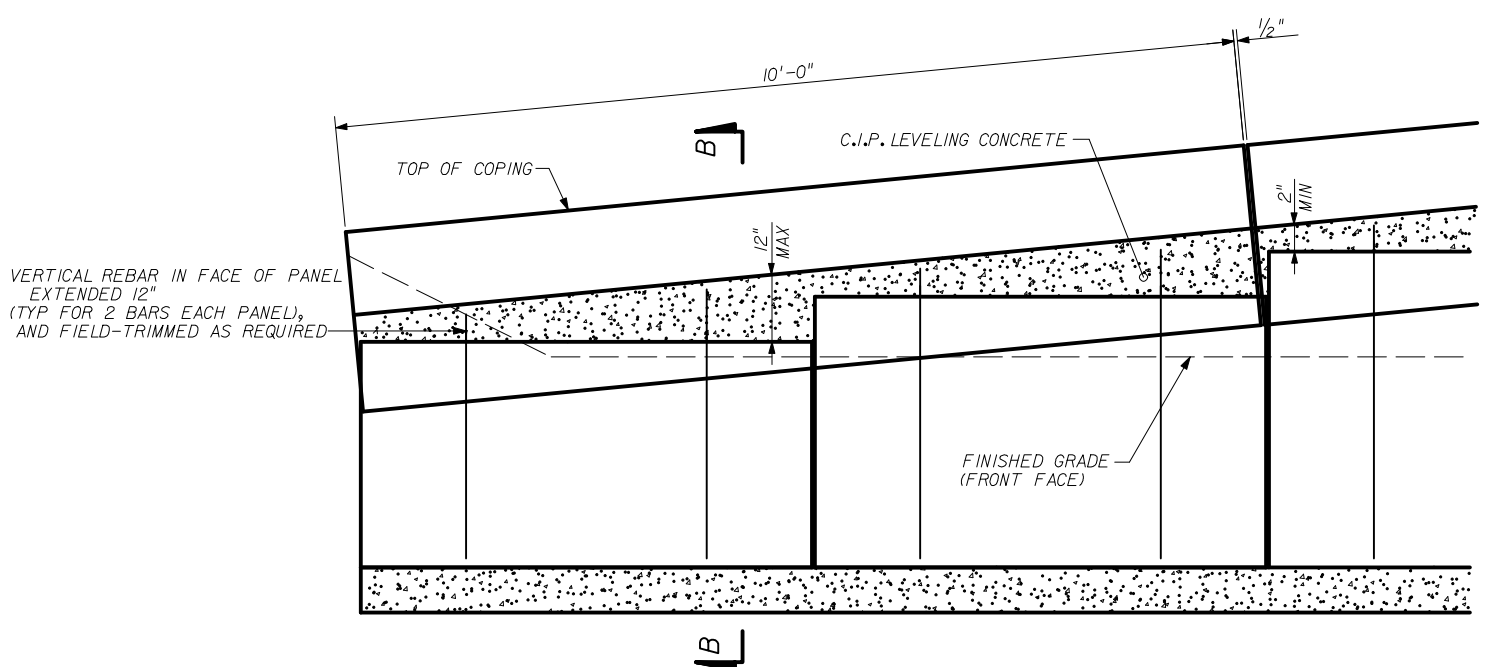 1/2"
10'-0"
B
C.I.P. LEVELING CONCRETE
TOP OF COPING
2"
MIN
12"
MAX
VERTICAL REBAR IN FACE OF PANEL
EXTENDED 12"
(TYP FOR 2 BARS EACH PANEL),
AND FIELD-TRIMMED AS REQUIRED
FINISHED GRADE
(FRONT FACE)
B